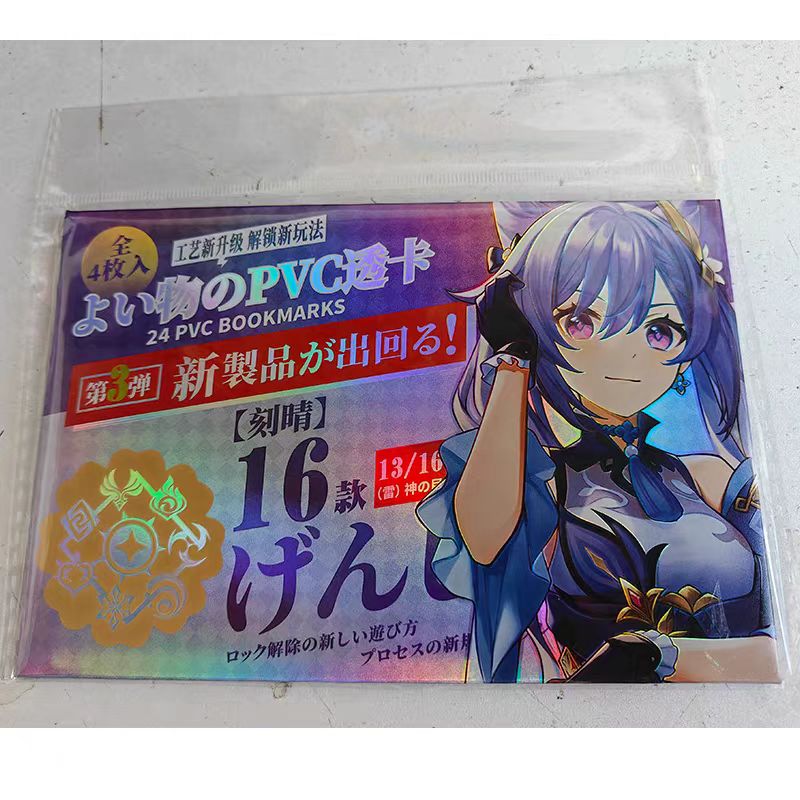 全
4枚入
工艺新升级 解锁新玩法
よい物のPVC透卡
24 PVC BOOKMARKS
第3弾 新製品が出回る!
【刻晴】
16款
13/16
(雷)神の
げん
ロック解除の新しい遊び方
プロセスの新